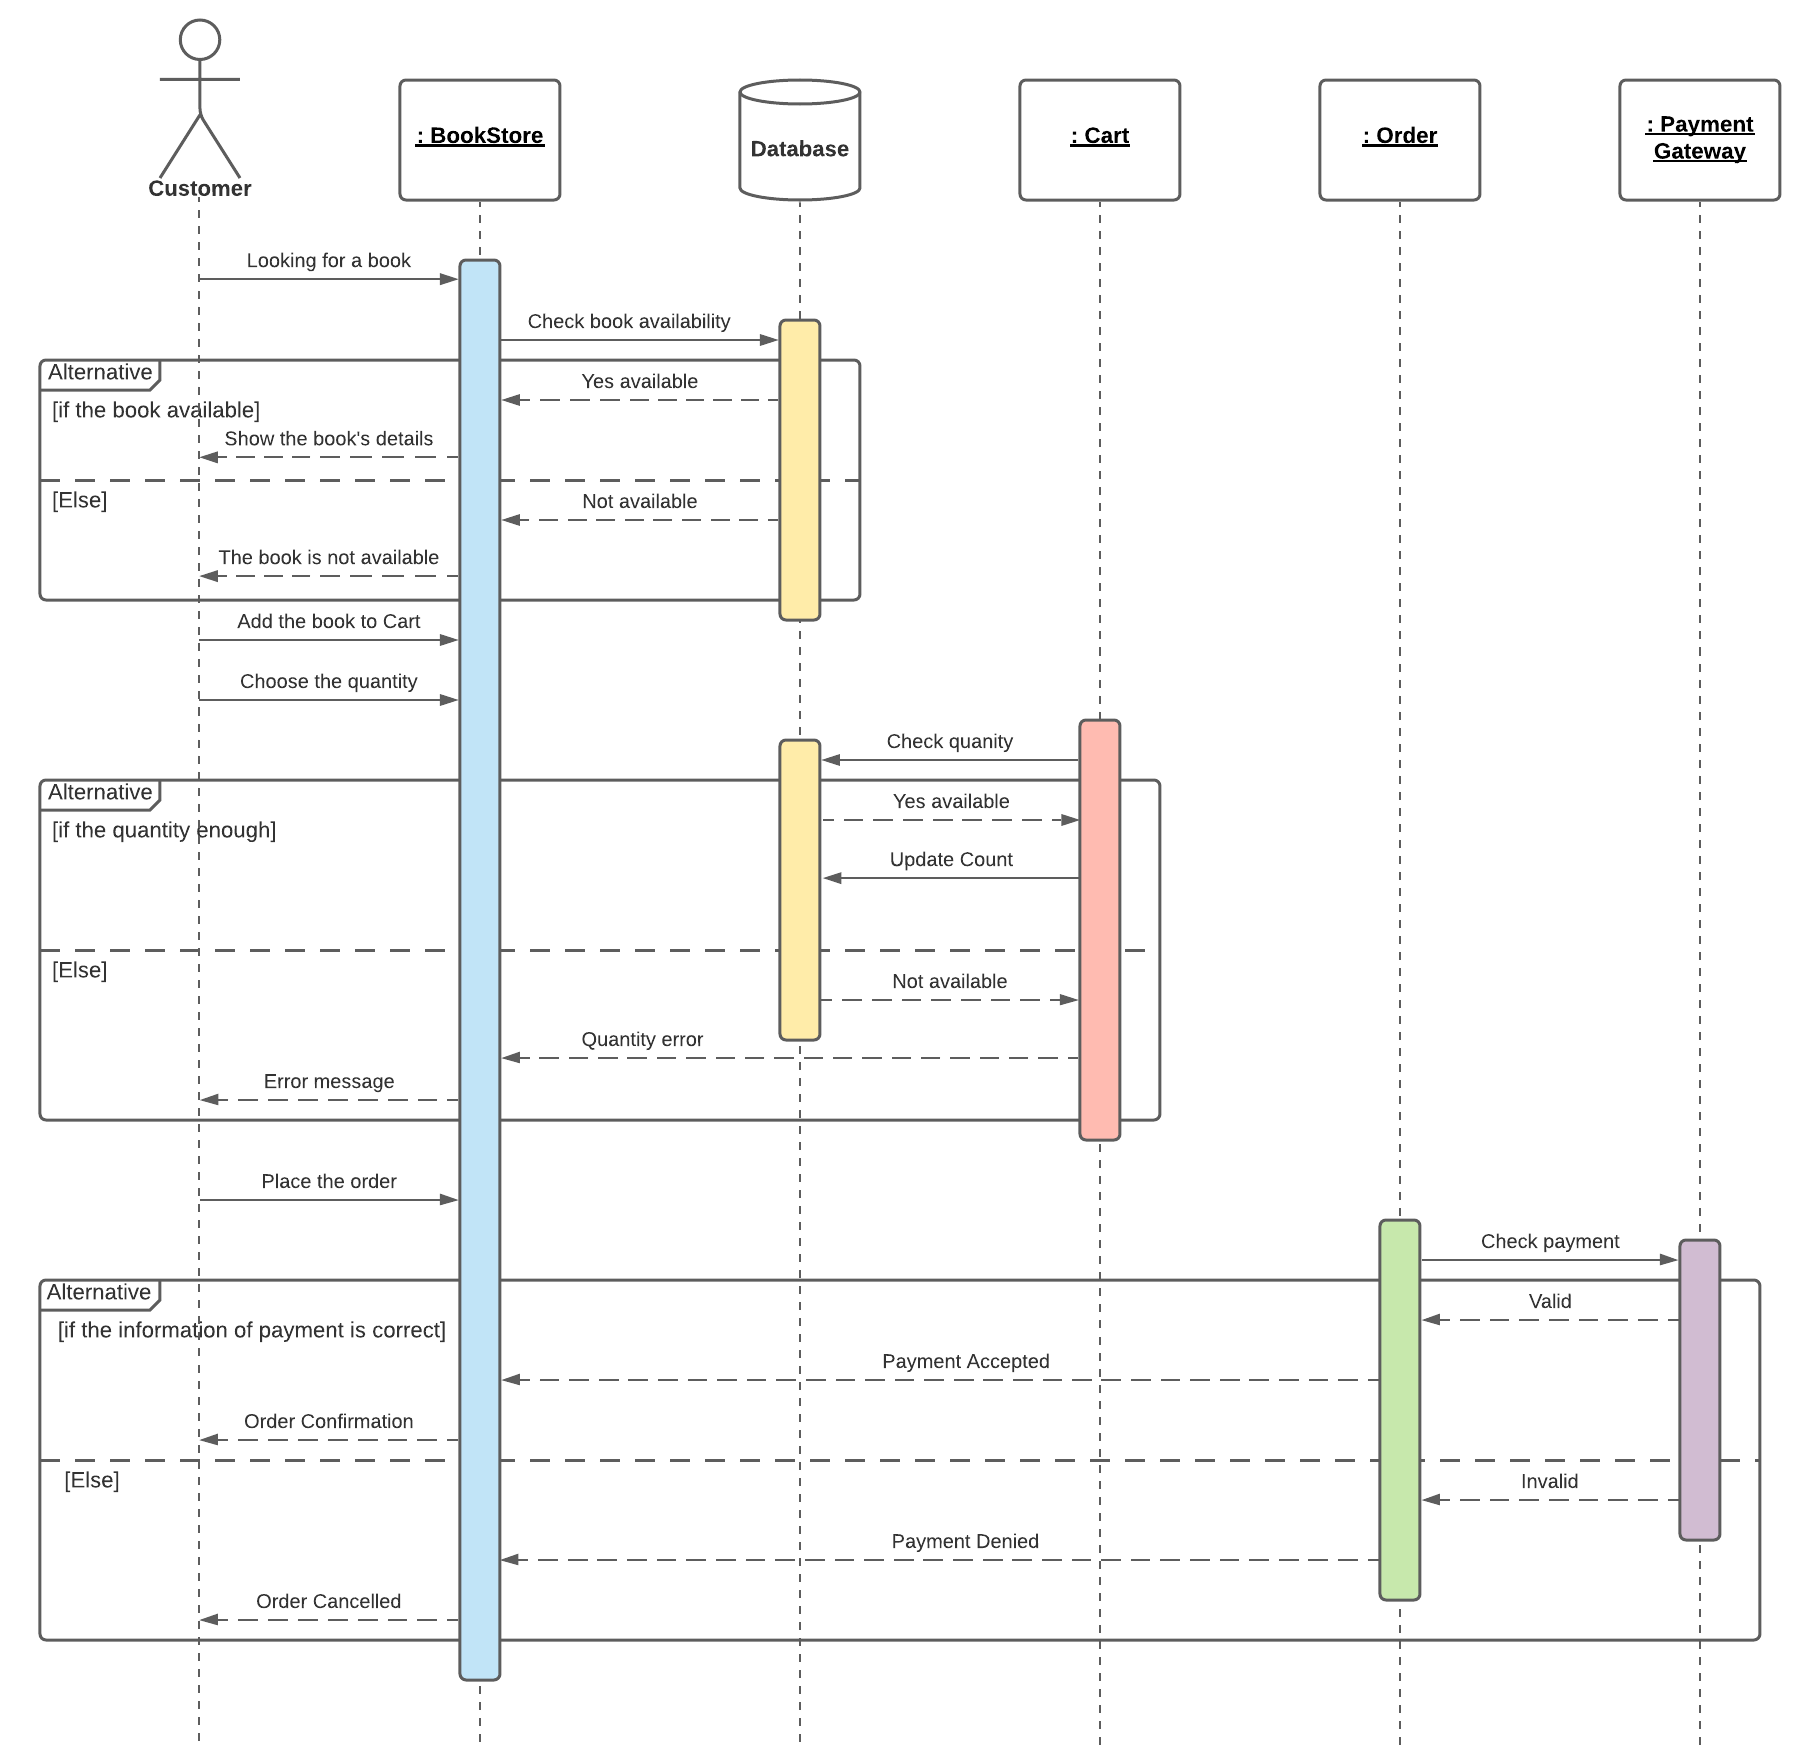 Customer
: BookStore
Database
: Cart
: Order
: Payment
Gateway
Looking for a book
Check book availability
Alternative
Yes available
[if the book available]
Show the book's details
[Else]
Not available
The book is not available
Add the book to Cart
Choose the quantity
Check quanity
Alternative
Yes available
[if the quantity enough]
Update Count
[Else]
Not available
Quantity error
Error message
Place the order
Check payment
Alternative
Valid
[if the information of payment is correct]
Payment Accepted
Order Confirmation
[Else]
Invalid
Payment Denied
Order Cancelled